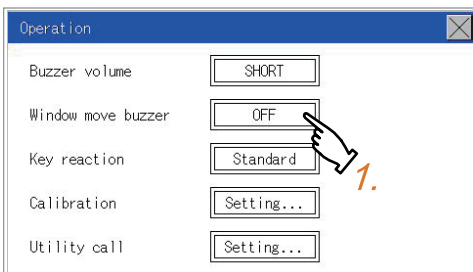 Operation
Buzzer volume SHORT
Window move buzzer OFF
Key reaction Standard
1.
Calibration Setting...
Utility call Setting...